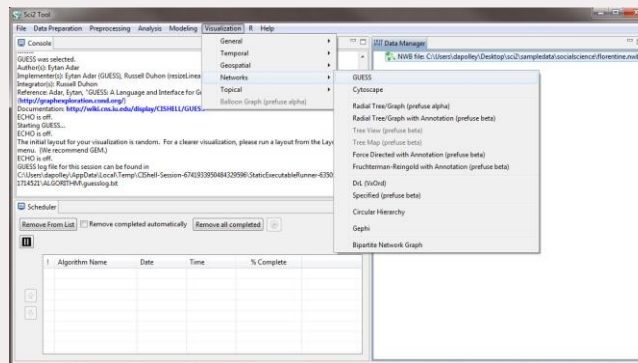 Sci2 Tool
File Data Preparation Preprocessing Analysis Modeling Visualization R Help
Console
GUESS was selected.
Author(s): Eytan Adar
Implementer(s): Eytan Adar (GUESS), Russell Duhon (resizeLinea
Integrator(s): Russell Duhon
Reference: Adar, Eytan, "GUESS: A Language and Interface for Gr
(http://graphexploration.cond.org/)
Documentation: http://wiki.cns.iu.edu/display/CISHELL/GUESS
ECHO is off.
Starting GUESS...
ECHO is off.
The initial layout for your visualization is random. For a clearer visualization, please run a layout from the Layo
menu. (We recommend GEM.)
ECHO is off.
GUESS log file for this session can be found in
C:\Users\dapolley\AppData\Local\Temp\CIShell-Session-6741933950484329596\StaticExecutableRunner-6350
1714521\ALGORITHM\guesslog.txt
General
Temporal
Geospatial
Networks
Topical
Balloon Graph (prefuse alpha)
GUESS
Cytoscape
Radial Tree/Graph (prefuse alpha)
Radial Tree/Graph with Annotation (prefuse beta)
Tree View (prefuse beta)
Tree Map (prefuse beta)
Force Directed with Annotation (prefuse beta)
Fruchterman-Reingold with Annotation (prefuse beta)
DrL (VxOrd)
Specified (prefuse beta)
Circular Hierarchy
Gephi
Bipartite Network Graph
Data Manager
NWB file: C:\Users\dapolley\Desktop\sci2\sampledata\socialscience\florentine.nwb
Scheduler
Remove From List Remove completed automatically Remove all completed
! Algorithm Name Date Time % Complete